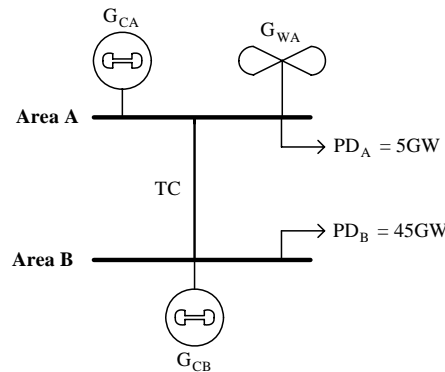 G_CA
G_WA
Area A
PD_A = 5GW
TC
PD_B = 45GW
Area B
G_CB